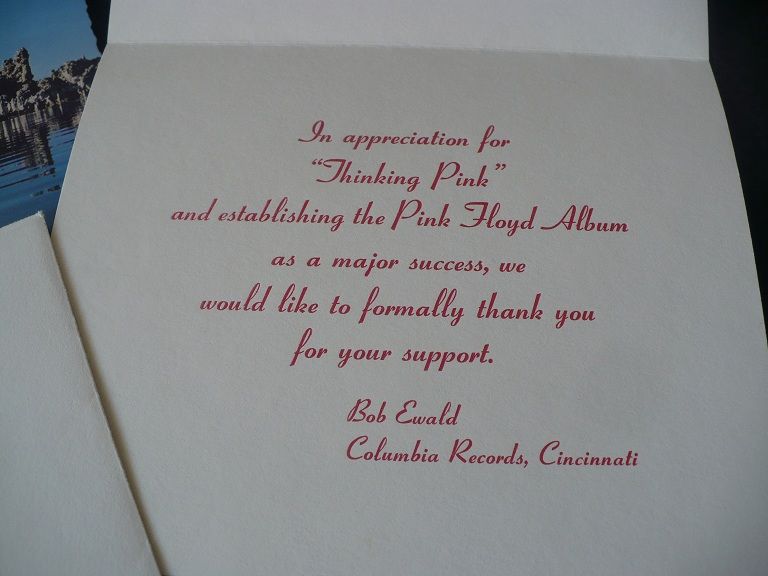 In appreciation for
“Thinking Pink”
and establishing the Pink Floyd Album
as a major success, we
would like to formally thank you
for your support.
Bob Ewald
Columbia Records, Cincinnati